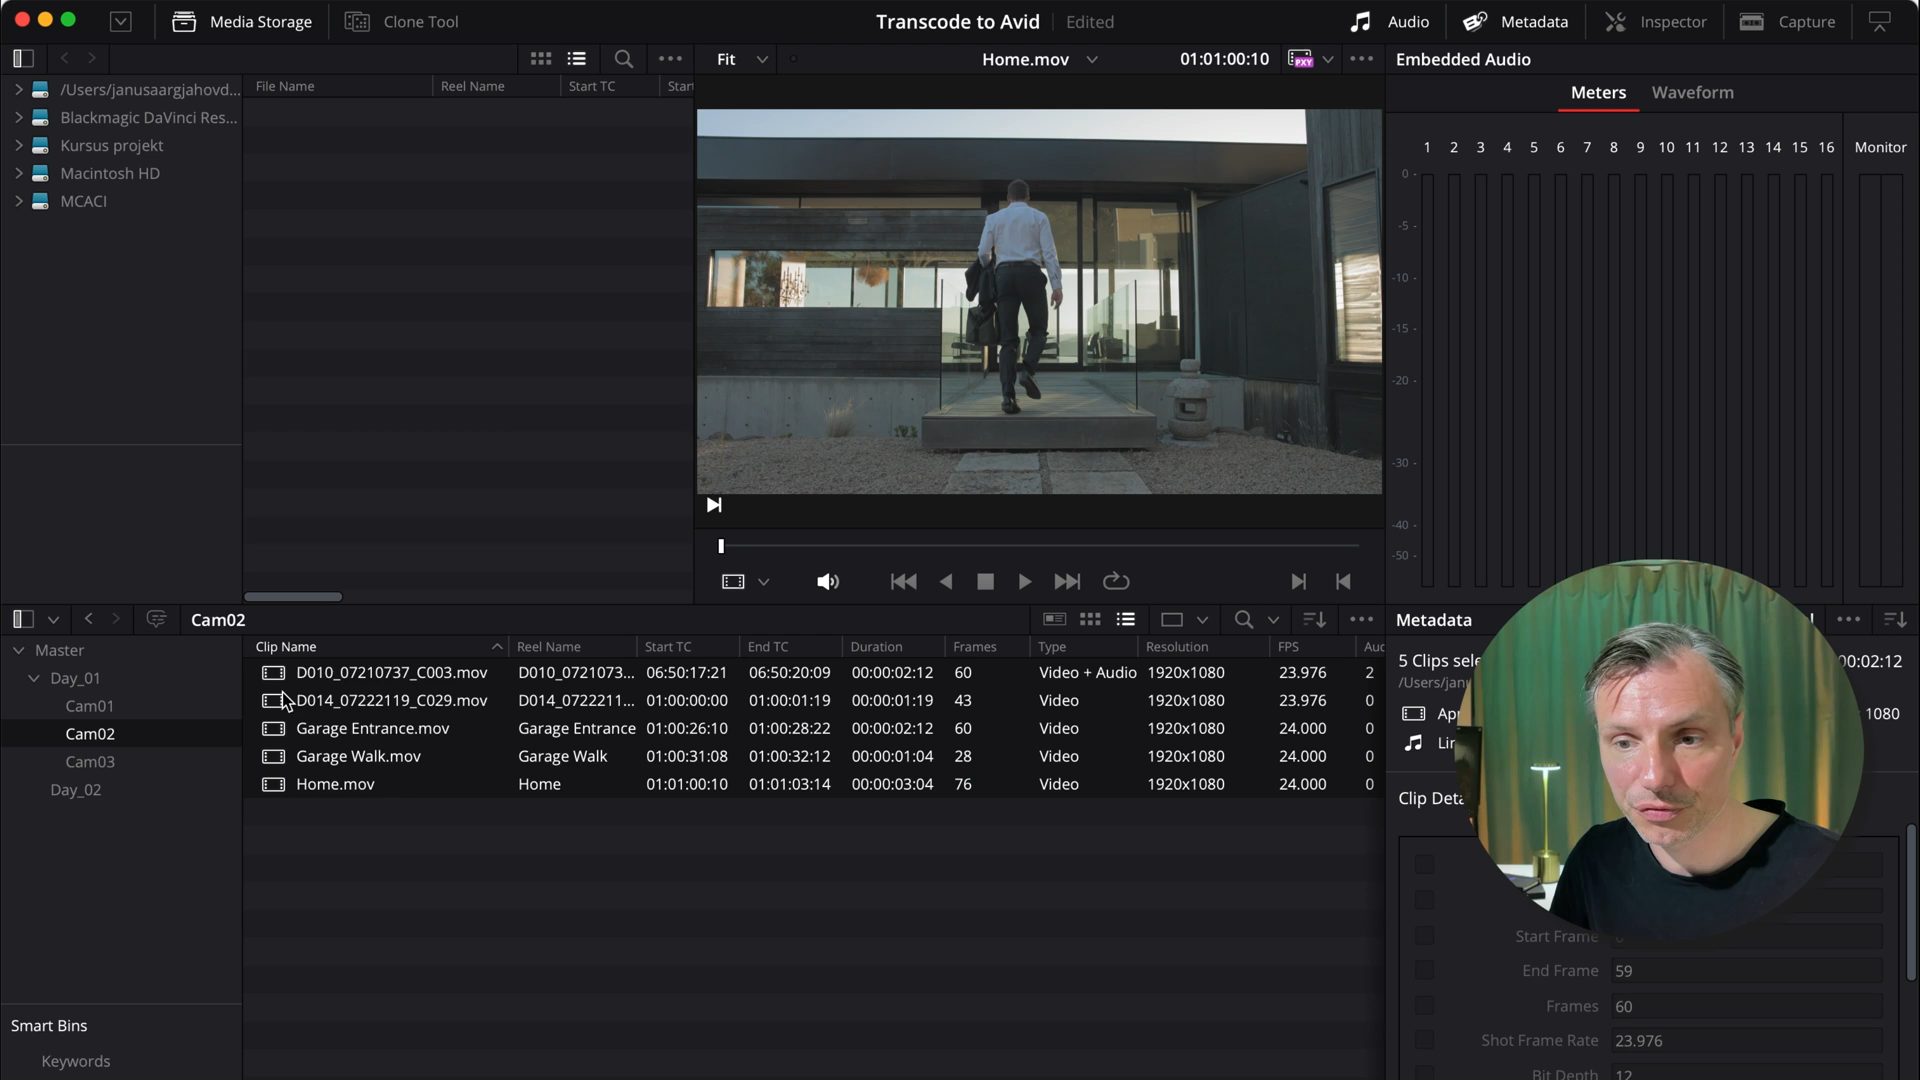 Media Storage
Clone Tool
Transcode to Avid
Edited
Audio
Metadata
Inspector
Capture
Fit
Home.mov
01:01:00:10
PXY
Embedded Audio
File Name
Reel Name
Start TC
Meters
Waveform
/Users/janusaargjahovd...
Blackmagic DaVinci Res...
Kursus projekt
Macintosh HD
MCACI
1 2 3 4 5 6 7 8 9 10 11 12 13 14 15 16 Monitor
0 -
-5 -
-10 -
-15 -
-20 -
-30 -
-40 -
-50 -
Cam02
Metadata
Master
Day_01
Cam01
Cam02
Cam03
Day_02
Smart Bins
Keywords
Clip Name Reel Name Start TC End TC Duration Frames Type Resolution FPS
D010_07210737_C003.mov D010_0721073... 06:50:17:21 06:50:20:09 00:00:02:12 60 Video + Audio 1920x1080 23.976 2
D014_07222119_C029.mov D014_0722211... 01:00:00:00 01:00:01:19 00:00:01:19 43 Video 1920x1080 23.976 0
Garage Entrance.mov Garage Entrance 01:00:26:10 01:00:28:22 00:00:02:12 60 Video 1920x1080 24.000 0
Garage Walk.mov Garage Walk 01:00:31:08 01:00:32:12 00:00:01:04 28 Video 1920x1080 24.000 0
Home.mov Home 01:01:00:10 01:01:03:14 00:00:03:04 76 Video 1920x1080 24.000 0
5 Clips
00:02:12
1080
Clip
Start Frame
End Frame 59
Frames 60
Shot Frame Rate 23.976
Bit Depth 12